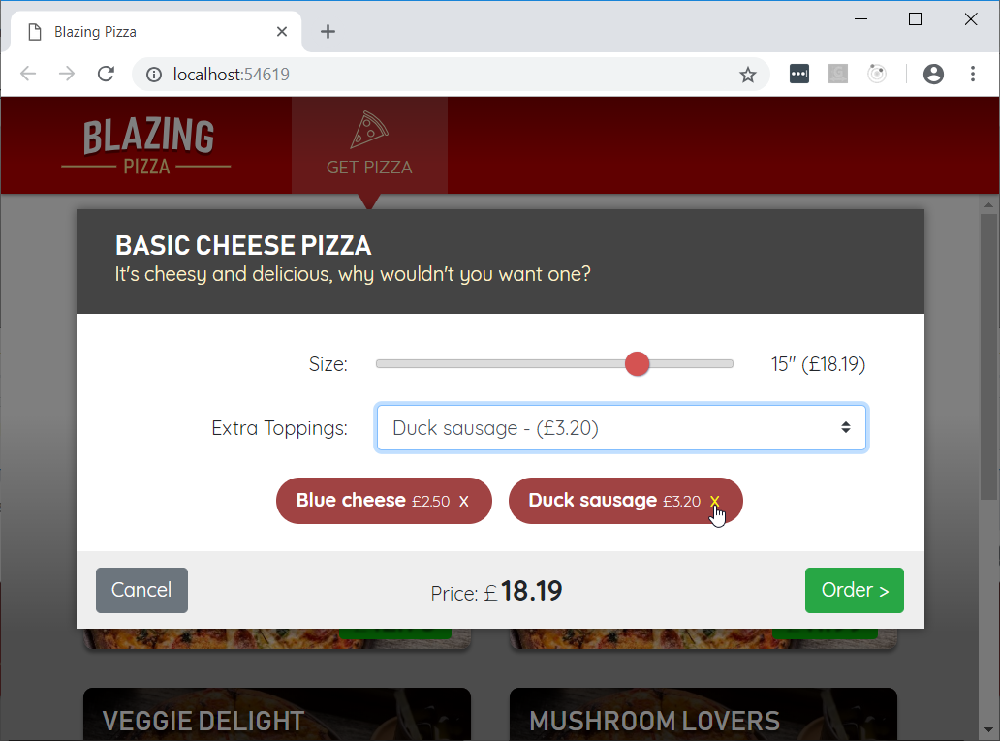 Blazing Pizza
localhost:54619
BLAZING
PIZZA
GET PIZZA
BASIC CHEESE PIZZA
It's cheesy and delicious, why wouldn't you want one?
Size:
15" (£18.19)
Extra Toppings:
Duck sausage - (£3.20)
Blue cheese £2.50 x
Duck sausage £3.20 x
Cancel
Price: £ 18.19
Order >
VEGGIE DELIGHT
MUSHROOM LOVERS